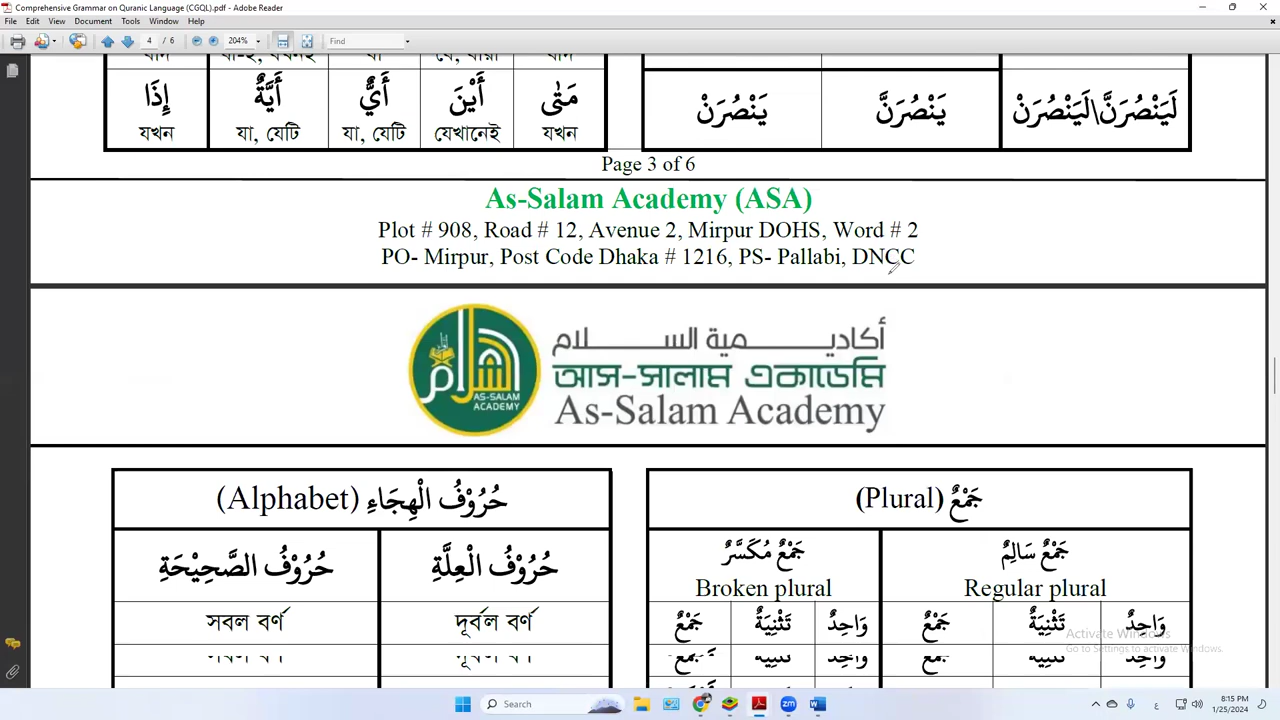 Comprehensive Grammar on Quranic Language (CGQL).pdf - Adobe Reader
File Edit View Document Tools Window Help
4 / 6 204% Find
إِذَا أَيَّةٌ أَيٌّ أَيْنَ مَتٰى
যখন যা, যেটি যা, যেটি যেখানেই যখন
يَنْصُرَنْ يَنْصُرَنَّ لَيَنْصُرَنَّ\لَيَنْصُرَنْ
Page 3 of 6
As-Salam Academy (ASA)
Plot # 908, Road # 12, Avenue 2, Mirpur DOHS, Word # 2
PO- Mirpur, Post Code Dhaka # 1216, PS- Pallabi, DNCC
أكاديمية السلام
আস-সালাম একাডেমি
As-Salam Academy
AS-SALAM
ACADEMY
حُرُوْفُ الْهِجَاءِ (Alphabet)
حُرُوْفُ الصَّحِيْحَةِ حُرُوْفُ الْعِلَّةِ
সবল বর্ণ দূর্বল বর্ণ
جَمْعٌ (Plural)
جَمْعٌ مُكَسَّرٌ جَمْعٌ سَالِمٌ
Broken plural Regular plural
جَمْعٌ تَثْنِيَةٌ وَاحِدٌ جَمْعٌ تَثْنِيَةٌ وَاحِدٌ
Activate Windows
Go to Settings to activate Windows.
Search
8:15 PM
1/25/2024